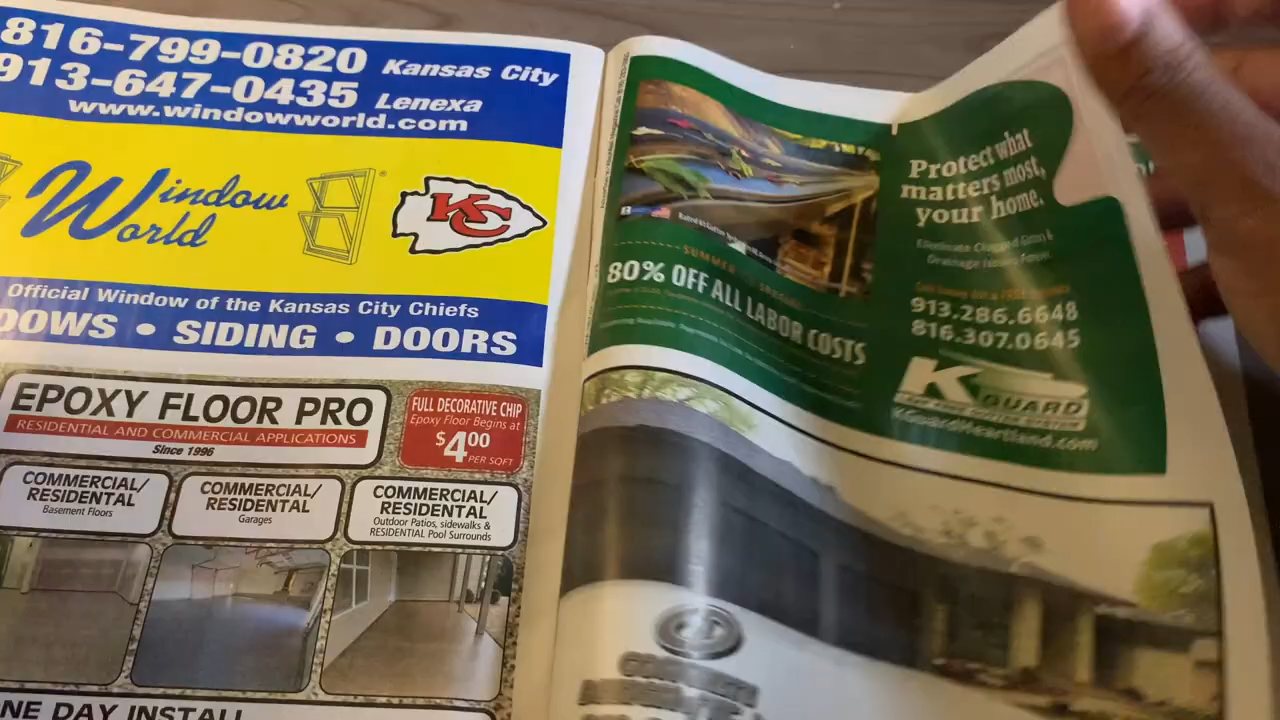 816-799-0820 Kansas City
913-647-0435 Lenexa
www.windowworld.com
Window
World
KC
Official Window of the Kansas City Chiefs
DOWS • SIDING • DOORS
EPOXY FLOOR PRO
RESIDENTIAL AND COMMERCIAL APPLICATIONS
Since 1996
FULL DECORATIVE CHIP
Epoxy Floor Begins at
$4.00
PER SQFT
COMMERCIAL/
RESIDENTIAL
Basement Floors
COMMERCIAL/
RESIDENTIAL
Garages
COMMERCIAL/
RESIDENTIAL
Outdoor Patios, sidewalks &
RESIDENTIAL Pool Surrounds
NE DAY INSTALL
Protect what
matters most,
your home.
SUMMER
80% OFF ALL LABOR COSTS
913.286.6648
816.307.0645
K GUARD
KGuardHeartland.com